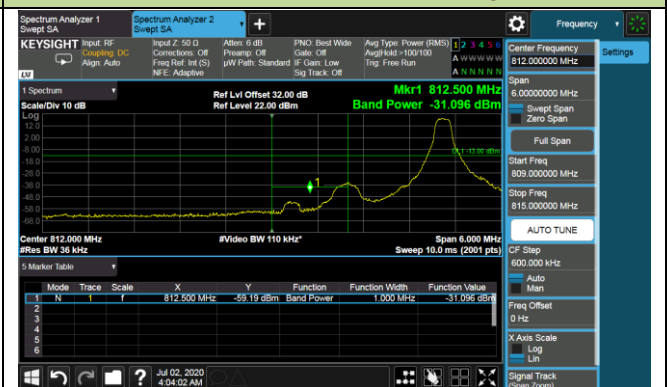 Spectrum Analyzer 1
Swept SA
Spectrum Analyzer 2
Swept SA
Frequency
KEYSIGHT
Input: RF
Coupling: DC
Align: Auto
Input Z: 50 Ω
Corrections: Off
Freq Ref: Int (S)
NFE: Adaptive
Atten: 6 dB
Preamp: Off
µW Path: Standard
PNO: Best Wide
Gate: Off
IF Gain: Low
Sig Track: Off
Avg Type: Power (RMS)
Avg|Hold:>100/100
Trig: Free Run
1 2 3 4 5 6
A W W W W W
A N N N N N
LV
1 Spectrum
Scale/Div 10 dB
Log
Ref Lvl Offset 32.00 dB
Ref Level 22.00 dBm
Mkr1 812.500 MHz
Band Power -31.096 dBm
12.0
2.00
-8.00
-18.0
-28.0
-38.0
-48.0
-58.0
-68.0
DL1 -13.00 dBm
1
Center 812.000 MHz
#Res BW 36 kHz
#Video BW 110 kHz*
Span 6.000 MHz
Sweep 10.0 ms (2001 pts)
5 Marker Table
Mode Trace Scale X Y Function Function Width Function Value
1 N 1 f 812.500 MHz -59.19 dBm Band Power 1.000 MHz -31.096 dBm
2
3
4
5
6
Jul 02, 2020
4:04:02 AM
Center Frequency
812.000000 MHz
Settings
Span
6.00000000 MHz
Swept Span
Zero Span
Full Span
Start Freq
809.000000 MHz
Stop Freq
815.000000 MHz
AUTO TUNE
CF Step
600.000 kHz
Auto
Man
Freq Offset
0 Hz
X Axis Scale
Log
Lin
Signal Track
(Span Zoom)